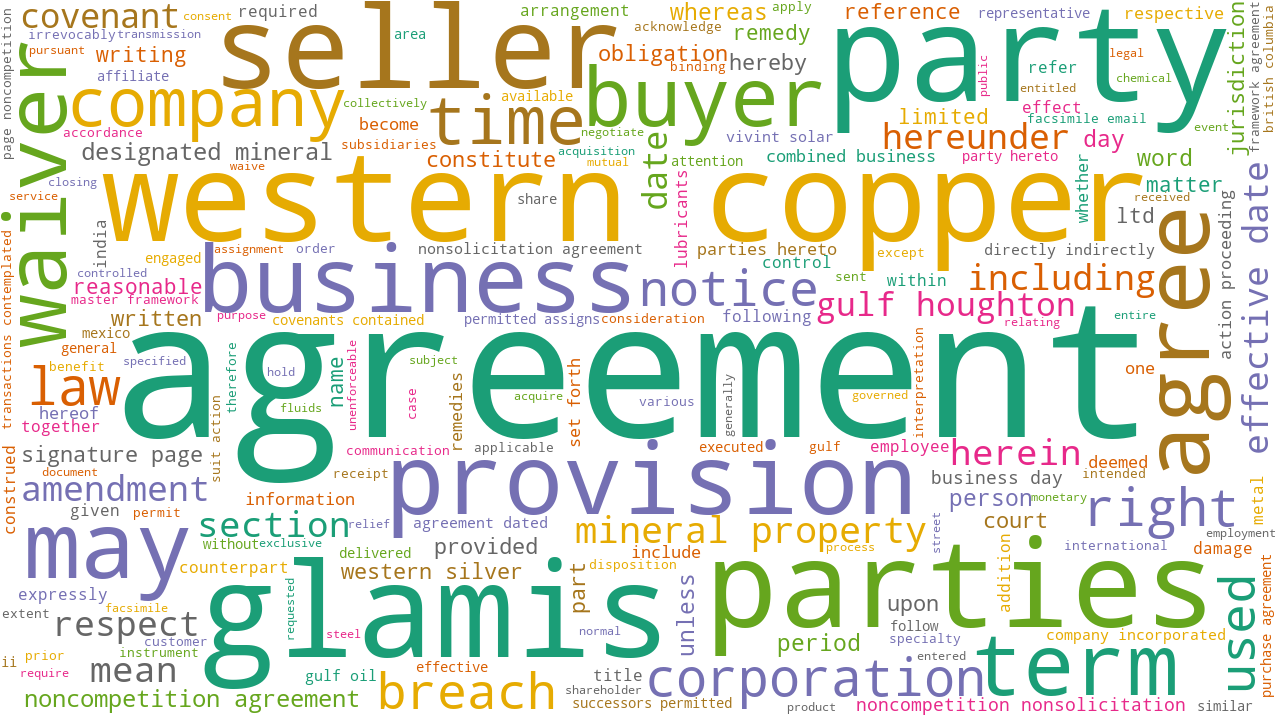 covenant
consent
required
seller
arrangement
whereas
apply
reference
representative
respective
party
irrevocably
transmission
pursuant
writing
area
acknowledge
remedy
obligation
binding
hereby
refer
legal
public
entitled
chemical
jurisdiction
framework agreement
british columbia
page noncompetition
waiver
affiliate
company
collectively
time
available
buyer
limited
effect
facsimile email
event
accordance
become
negotiate
vivint solar
hereunder
day
designated mineral
subsidiaries
constitute
acquisition
mutual
date
attention
combined business
party hereto
whether
word
waive
closing
service
western
share
lubricants
copper
matter
received
ltd
agree
effective date
india
assignment
order
nonsolicitation agreement
parties hereto
except
directly indirectly
action proceeding
engaged
controlled
reasonable
master framework
business
control
sent
within
including
notice
gulf houghton
transactions contemplated
written
purpose
covenants contained
permitted assigns
consideration
following
relating
entire
mexico
general
specified
therefore
agreement
unenforceable
subject
interpretation
benefit
law
hold
name
case
remedies
acquire
set forth
various
generally
governed
one
hereof
together
fluids
suit action
signature page
communication
applicable
executed
gulf
employee
herein
deemed
construed
document
receipt
provision
business day
intended
amendment
information
person
monetary
right
metal
given
permit
section
relief
agreement dated
mineral property
street
court
employment
may
without
exclusive
delivered
provided
include
process
international
damage
counterpart
western silver
part
disposition
parties
addition
purchase agreement
expressly
extent
facsimile
glamis
requested
unless
upon
used
respect
steel
normal
follow
customer
period
specialty
company incorporated
ii
prior
instrument
entered
term
require
mean
gulf oil
effective
title
corporation
noncompetition agreement
breach
shareholder
successors permitted
product
noncompetition nonsolicitation
similar